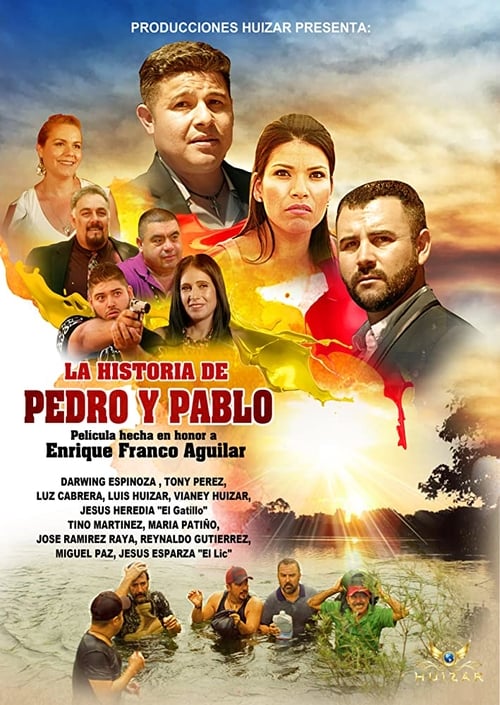 PRODUCCIONES HUIZAR PRESENTA:
LA HISTORIA DE
PEDRO Y PABLO
Película hecha en honor a
Enrique Franco Aguilar
DARWING ESPINOZA , TONY PEREZ,
LUZ CABRERA, LUIS HUIZAR, VIANEY HUIZAR,
JESUS HEREDIA "El Gatillo"
TINO MARTINEZ, MARIA PATIÑO,
JOSE RAMIREZ RAYA, REYNALDO GUTIERREZ,
MIGUEL PAZ, JESUS ESPARZA "El Lic"
HUIZAR